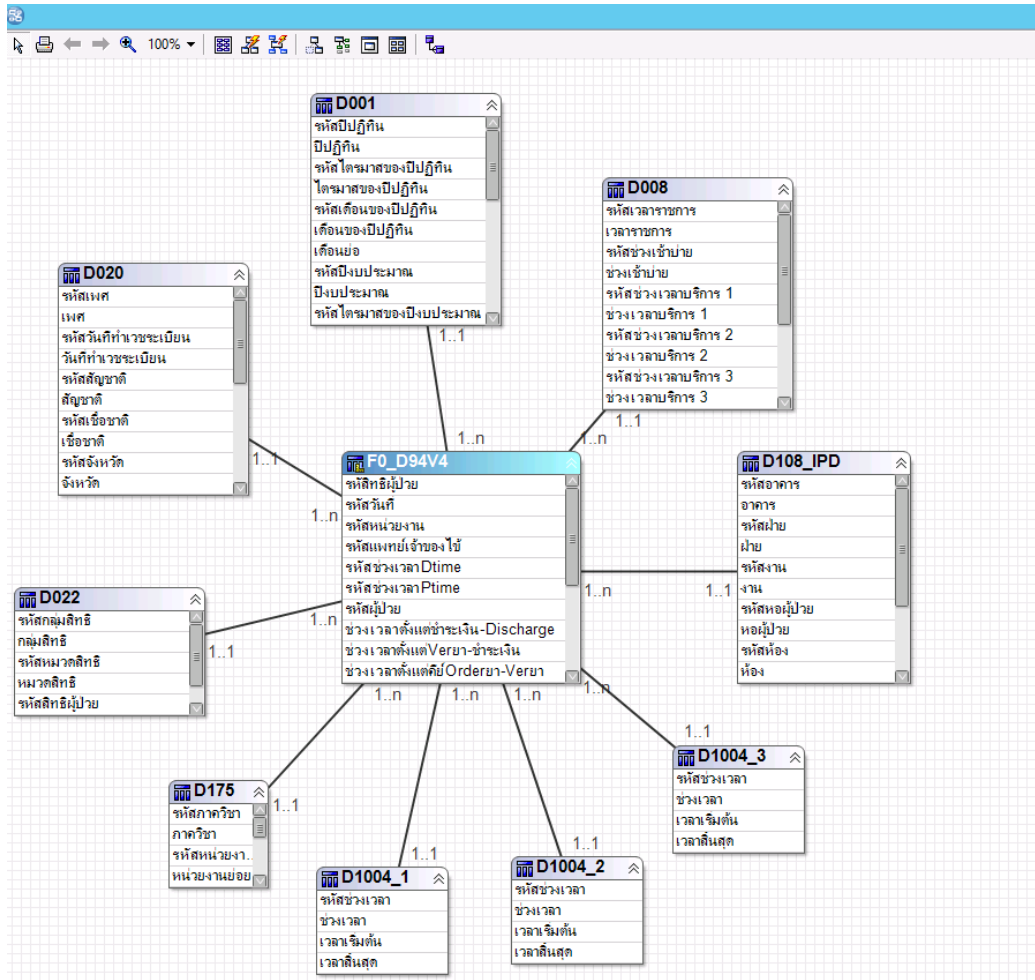 100%
D001
รหัสปีปฏิทิน
ปีปฏิทิน
รหัสไตรมาสของปีปฏิทิน
ไตรมาสของปีปฏิทิน
รหัสเดือนของปีปฏิทิน
เดือนของปีปฏิทิน
เดือนย่อ
รหัสปีงบประมาณ
ปีงบประมาณ
รหัสไตรมาสของปีงบประมาณ
1..1
1..n
D008
รหัสเวลาราชการ
เวลาราชการ
รหัสช่วงเช้าบ่าย
ช่วงเช้าบ่าย
รหัสช่วงเวลาบริการ 1
ช่วงเวลาบริการ 1
รหัสช่วงเวลาบริการ 2
ช่วงเวลาบริการ 2
รหัสช่วงเวลาบริการ 3
ช่วงเวลาบริการ 3
1..1
1..n
D020
รหัสเพศ
เพศ
รหัสวันที่ทำเวชระเบียน
วันที่ทำเวชระเบียน
รหัสสัญชาติ
สัญชาติ
รหัสเชื้อชาติ
เชื้อชาติ
รหัสจังหวัด
จังหวัด
1..1
1..n
F0_D94V4
รหัสิทธิผู้ป่วย
รหัสวันที่
รหัสหน่วยงาน
รหัสแพทย์เจ้าของไข้
รหัสช่วงเวลาDtime
รหัสช่วงเวลาPtime
รหัสผู้ป่วย
ช่วงเวลาตั้งแต่ชำระเงิน-Discharge
ช่วงเวลาตั้งแต่Verยา-ชำระเงิน
ช่วงเวลาตั้งแต่คีย์Orderยา-Verยา
D108_IPD
รหัสอาคาร
อาคาร
รหัสฝ่าย
ฝ่าย
รหัสงาน
งาน
รหัสหอผู้ป่วย
หอผู้ป่วย
รหัสห้อง
ห้อง
1..n
1..1
D022
รหัสกลุ่มสิทธิ
กลุ่มสิทธิ
รหัสหมวดสิทธิ
หมวดสิทธิ
รหัสสิทธิผู้ป่วย
1..1
1..n
1..n
1..n
1..n
1..n
D175
รหัสภาควิชา
ภาควิชา
รหัสหน่วยงา...
หน่วยงานย่อย
1..1
D1004_1
รหัสช่วงเวลา
ช่วงเวลา
เวลาเริ่มต้น
เวลาสิ้นสุด
1..1
D1004_2
รหัสช่วงเวลา
ช่วงเวลา
เวลาเริ่มต้น
เวลาสิ้นสุด
1..1
D1004_3
รหัสช่วงเวลา
ช่วงเวลา
เวลาเริ่มต้น
เวลาสิ้นสุด
1..1